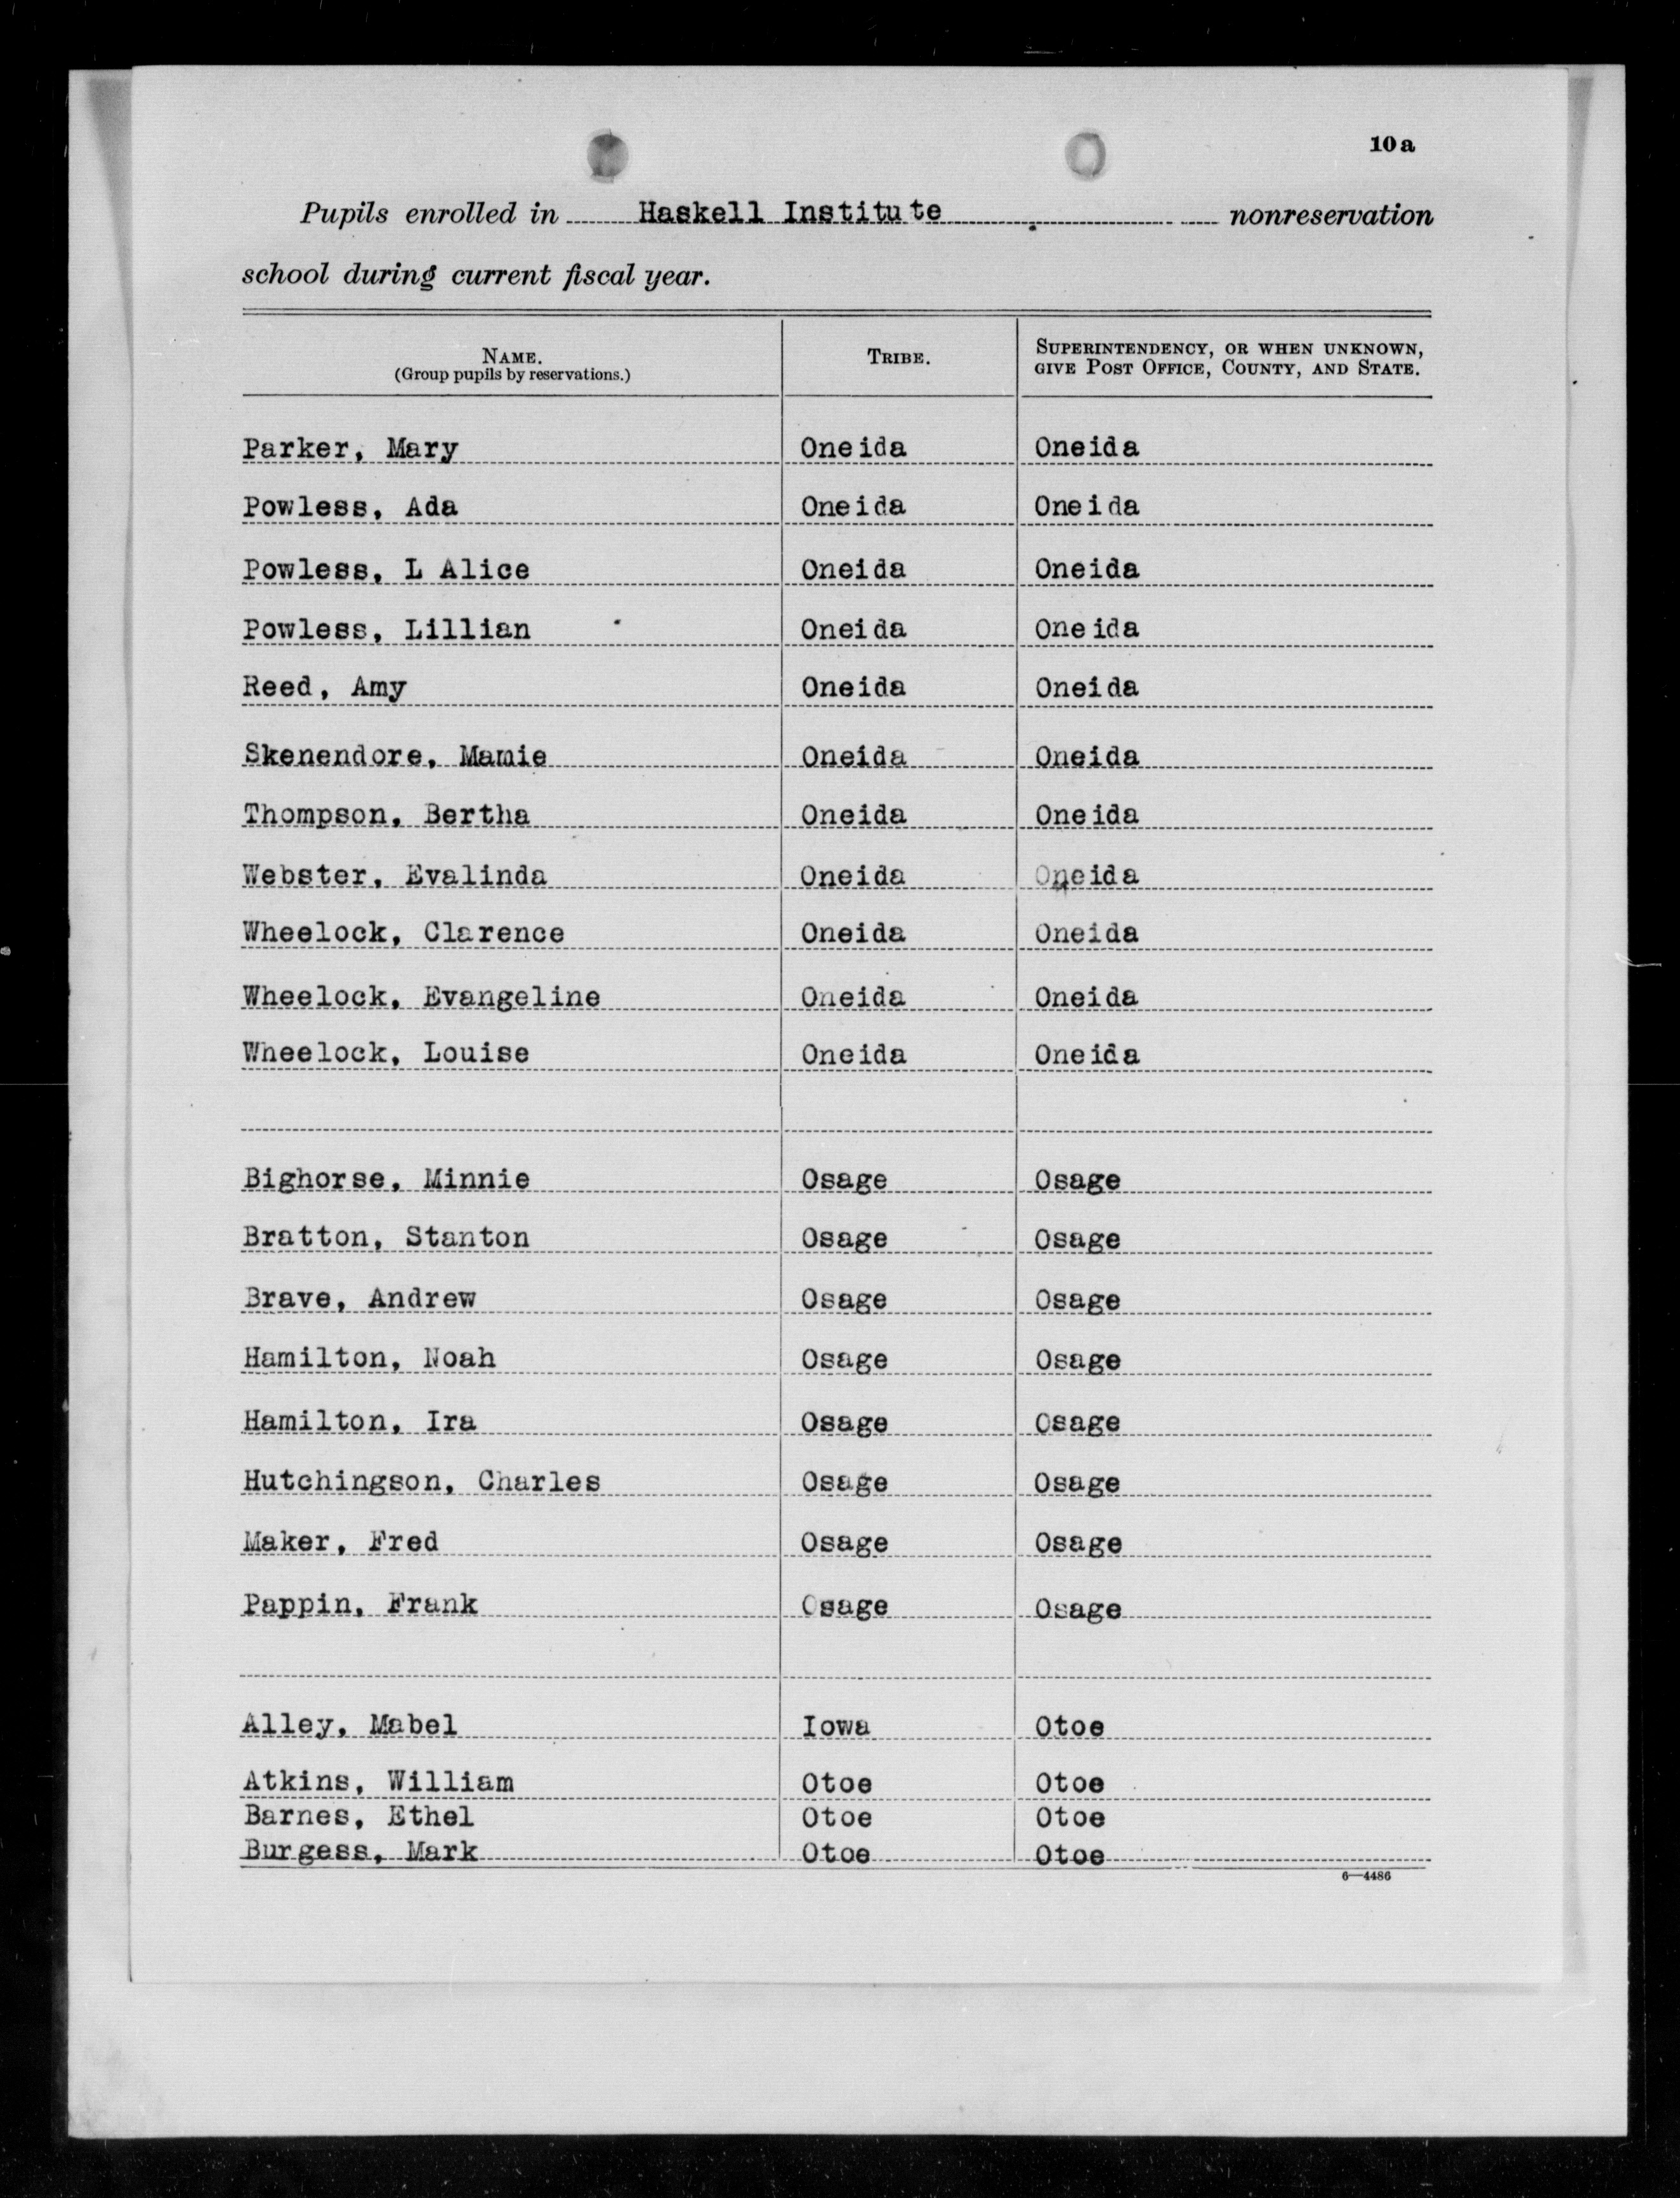 10 a
Pupils enrolled in Haskell Institute nonreservation
school during current fiscal year.
NAME. TRIBE. SUPERINTENDENCY, OR WHEN UNKNOWN,
(Group pupils by reservations.) GIVE POST OFFICE, COUNTY, AND STATE.
Parker, Mary Oneida Oneida
Powless, Ada Oneida Oneida
Powless, L Alice Oneida Oneida
Powless, Lillian Oneida Oneida
Reed, Amy Oneida Oneida
Skenendore, Mamie Oneida Oneida
Thompson, Bertha Oneida Oneida
Webster, Evalinda Oneida Oneida
Wheelock, Clarence Oneida Oneida
Wheelock, Evangeline Oneida Oneida
Wheelock, Louise Oneida Oneida
Bighorse, Minnie Osage Osage
Bratton, Stanton Osage Osage
Brave, Andrew Osage Osage
Hamilton, Noah Osage Osage
Hamilton, Ira Osage Osage
Hutchingson, Charles Osage Osage
Maker, Fred Osage Osage
Pappin, Frank Osage Osage
Alley, Mabel Iowa Otoe
Atkins, William Otoe Otoe
Barnes, Ethel Otoe Otoe
Burgess, Mark Otoe Otoe
6—4486